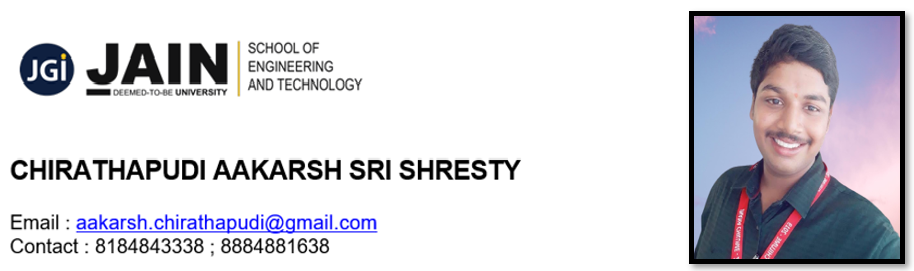 JGi JAIN
DEEMED-TO-BE UNIVERSITY
SCHOOL OF
ENGINEERING
AND TECHNOLOGY
CHIRATHAPUDI AAKARSH SRI SHRESTY
Email : aakarsh.chirathapudi@gmail.com
Contact : 8184843338 ; 8884881638